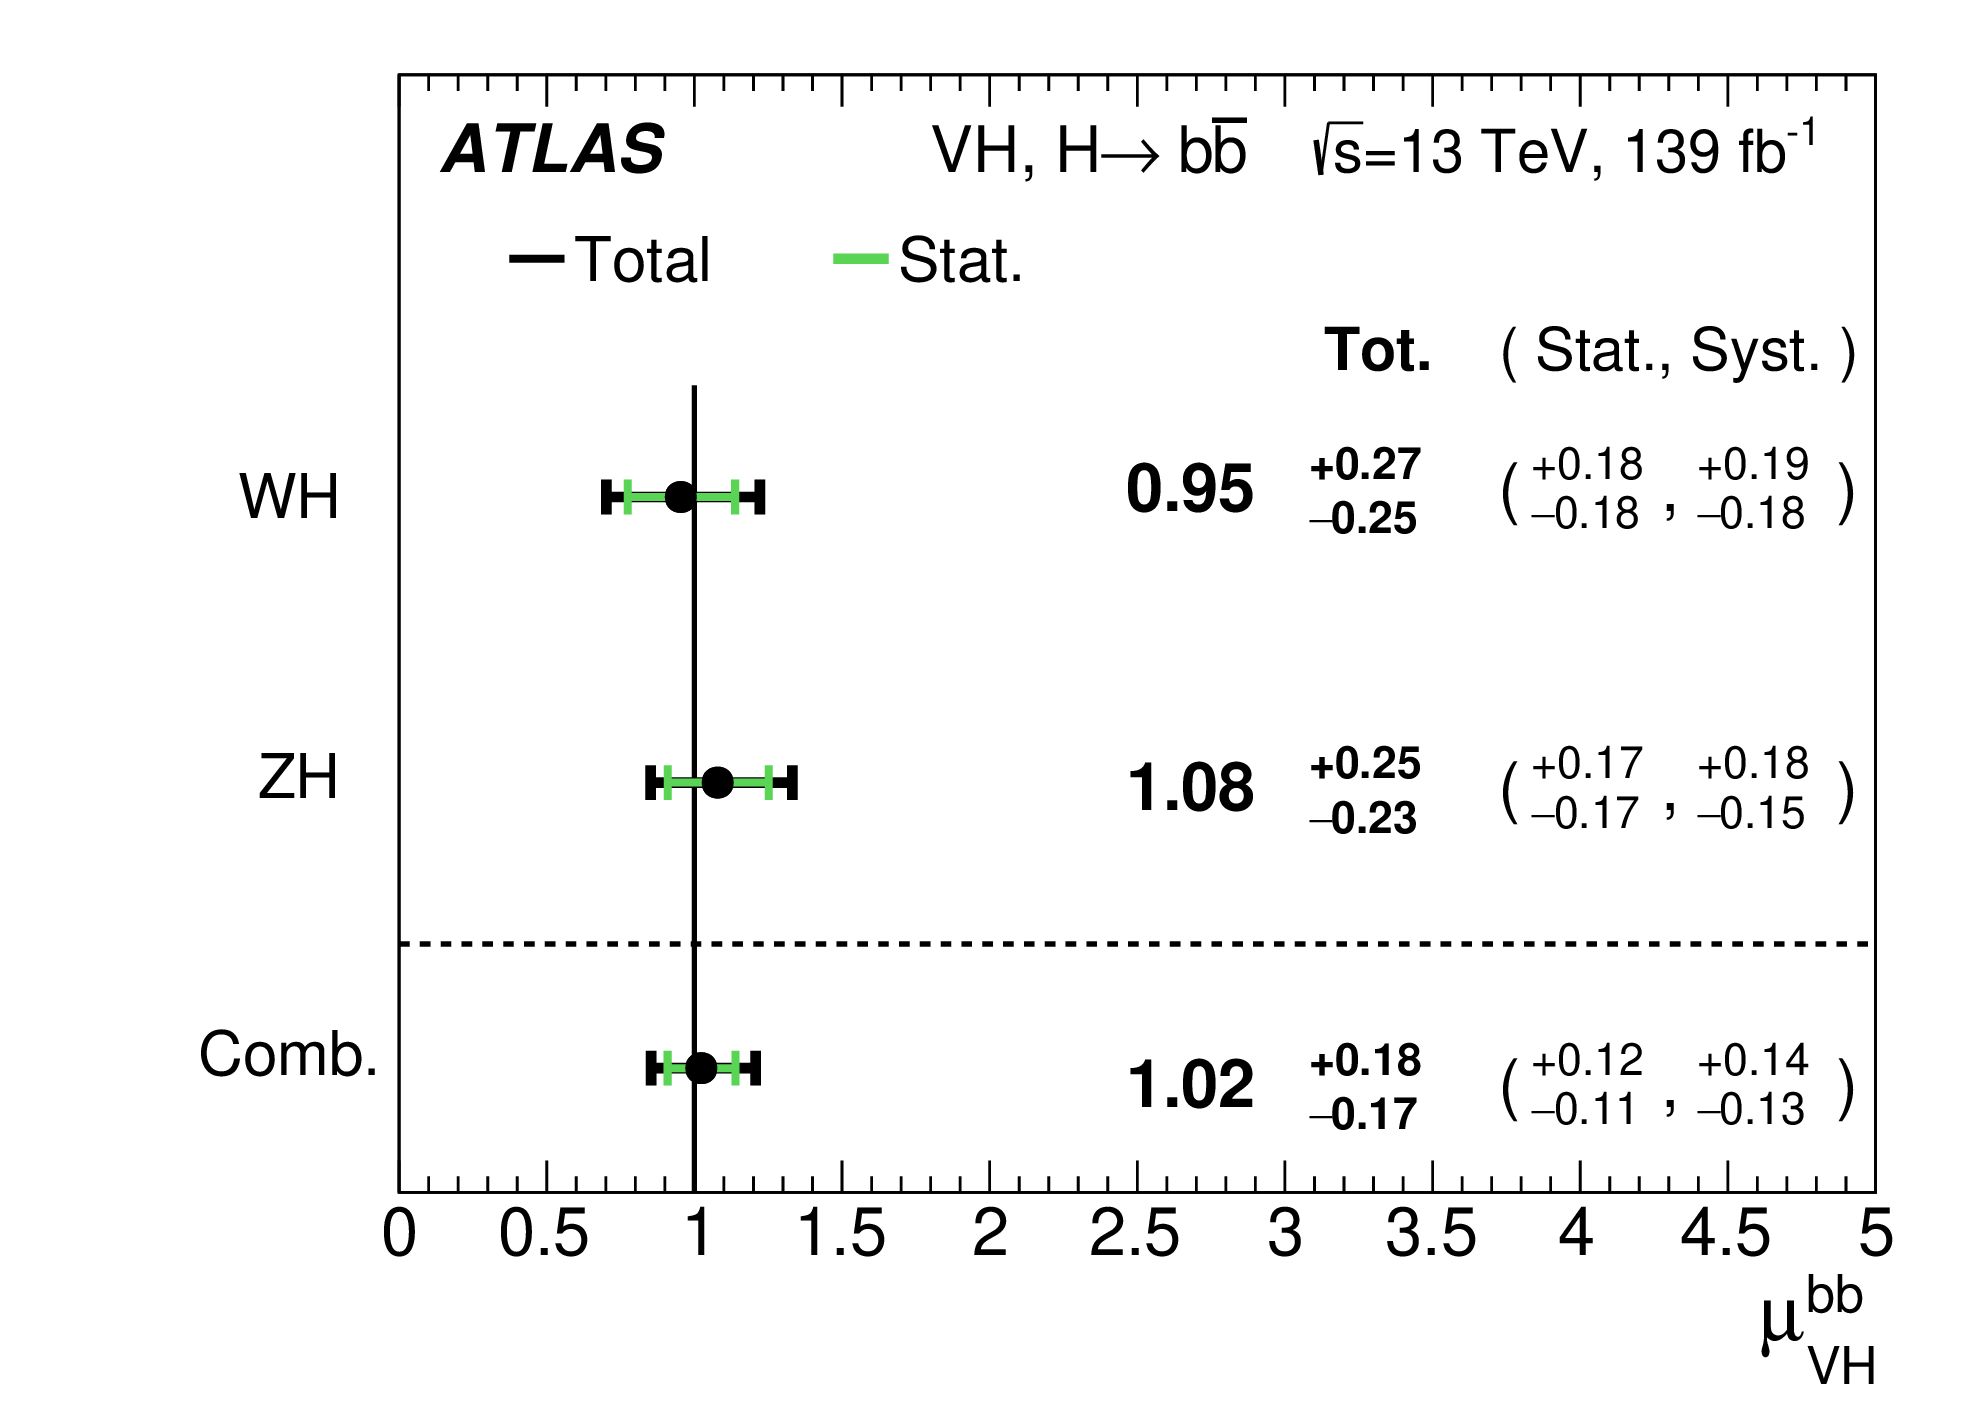 ATLAS VH, H→ bb̅ √s=13 TeV, 139 fb⁻¹
Total Stat.
Tot. ( Stat., Syst. )
WH 0.95 +0.27 −0.25 ( +0.18 −0.18 , +0.19 −0.18 )
ZH 1.08 +0.25 −0.23 ( +0.17 −0.17 , +0.18 −0.15 )
Comb. 1.02 +0.18 −0.17 ( +0.12 −0.11 , +0.14 −0.13 )
0 0.5 1 1.5 2 2.5 3 3.5 4 4.5 5
μ bb VH